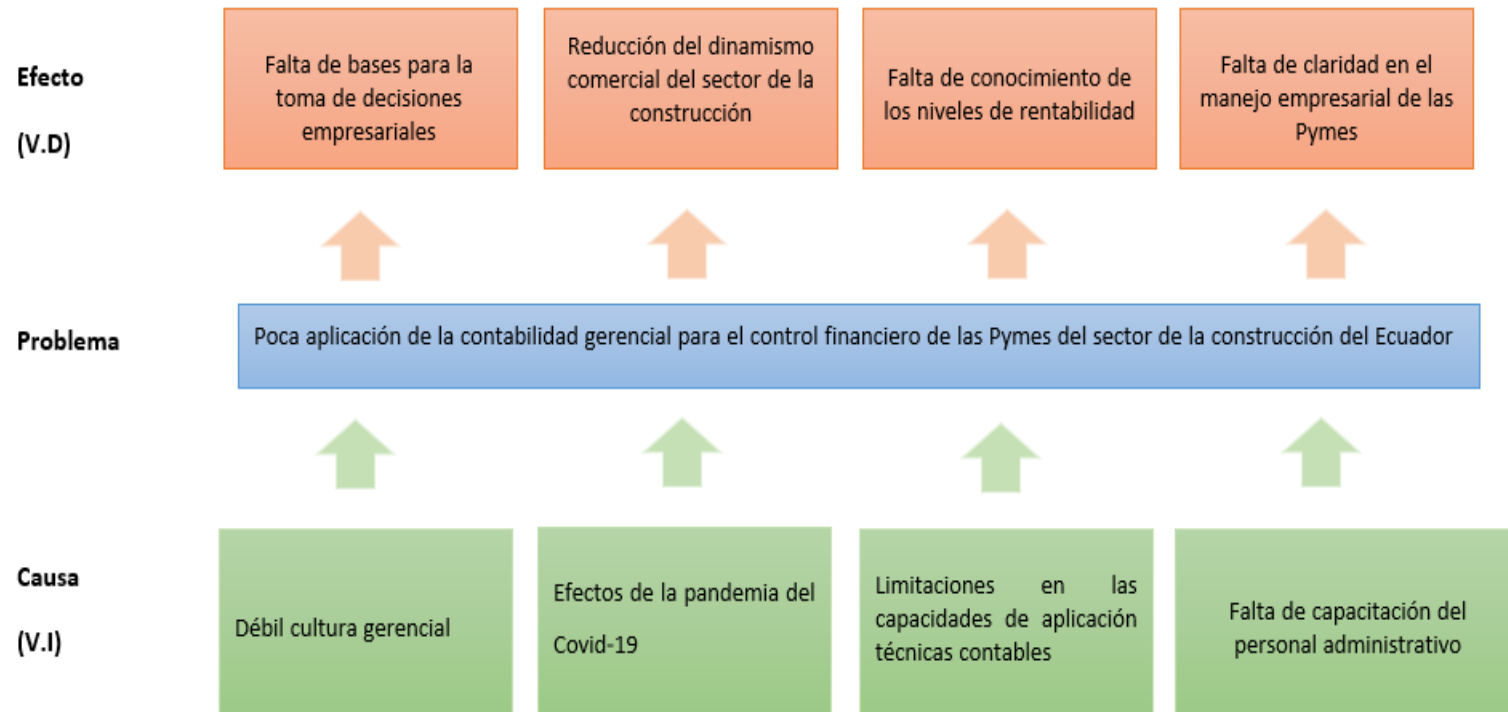 Efecto
(V.D)
Falta de bases para la
toma de decisiones
empresariales
Reducción del dinamismo
comercial del sector de la
construcción
Falta de conocimiento de
los niveles de rentabilidad
Falta de claridad en el
manejo empresarial de las
Pymes
Problema
Poca aplicación de la contabilidad gerencial para el control financiero de las Pymes del sector de la construcción del Ecuador
Causa
(V.I)
Débil cultura gerencial
Efectos de la pandemia del
Covid-19
Limitaciones en las
capacidades de aplicación
técnicas contables
Falta de capacitación del
personal administrativo